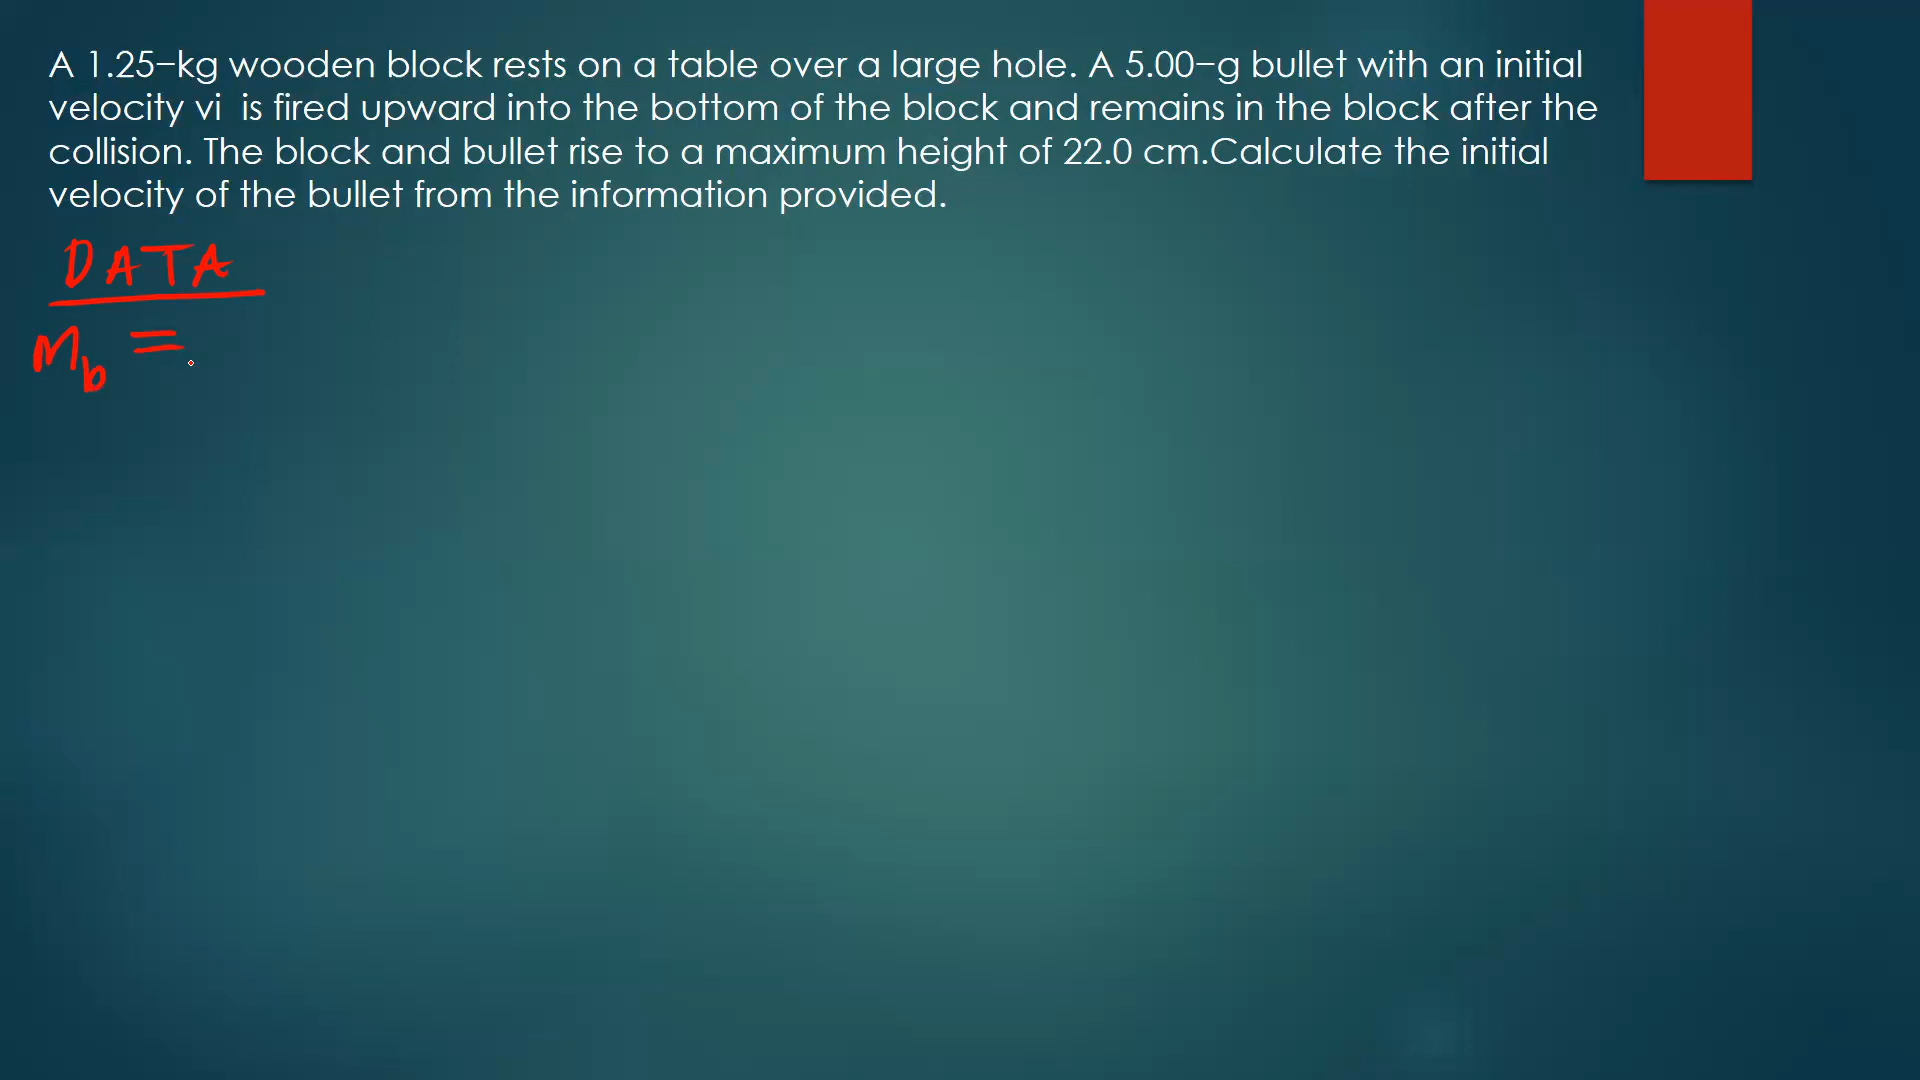 A 1.25−kg wooden block rests on a table over a large hole. A 5.00−g bullet with an initial
velocity vi  is fired upward into the bottom of the block and remains in the block after the
collision. The block and bullet rise to a maximum height of 22.0 cm.Calculate the initial
velocity of the bullet from the information provided.
DATA
M_b =